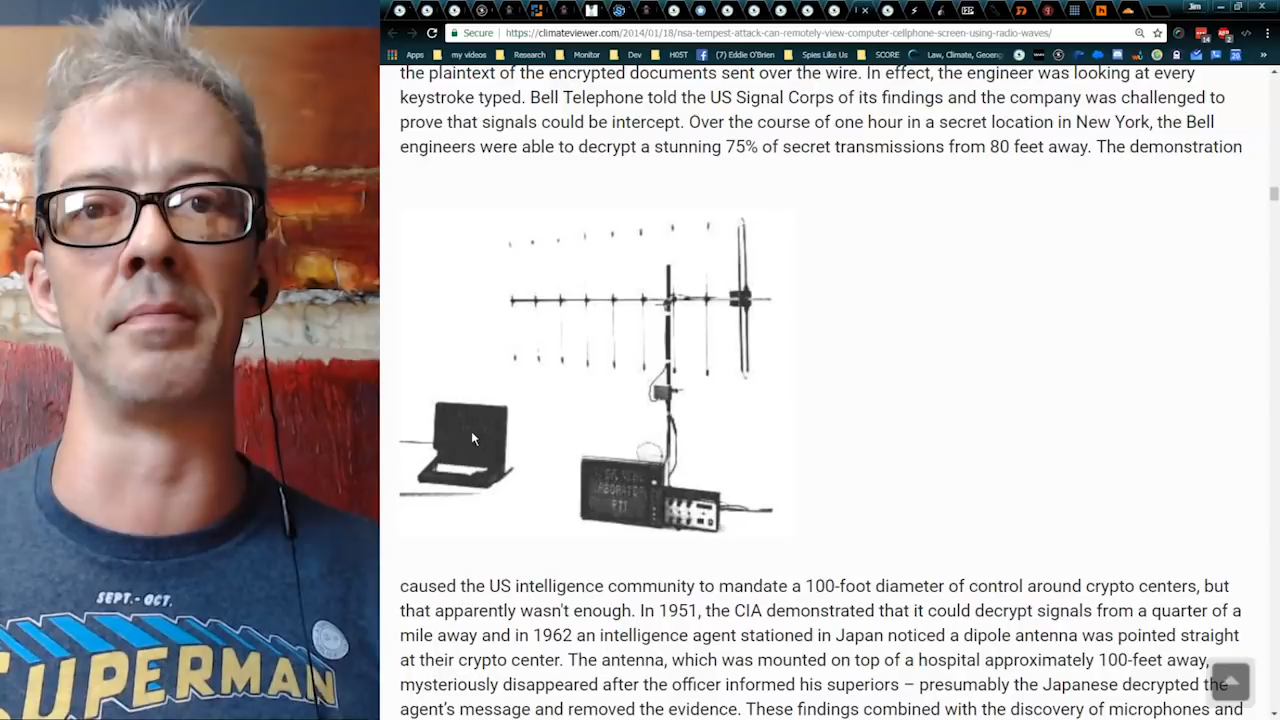 Jim
Secure
https://climateviewer.com/2014/01/18/nsa-tempest-attack-can-remotely-view-computer-cellphone-screen-using-radio-waves/
Apps my videos Research Monitor Dev H0ST (7) Eddie O'Brien Spies Like Us SCORE Law, Climate, Geoeng
the plaintext of the encrypted documents sent over the wire. In effect, the engineer was looking at every
keystroke typed. Bell Telephone told the US Signal Corps of its findings and the company was challenged to
prove that signals could be intercept. Over the course of one hour in a secret location in New York, the Bell
engineers were able to decrypt a stunning 75% of secret transmissions from 80 feet away. The demonstration
caused the US intelligence community to mandate a 100-foot diameter of control around crypto centers, but
that apparently wasn't enough. In 1951, the CIA demonstrated that it could decrypt signals from a quarter of a
mile away and in 1962 an intelligence agent stationed in Japan noticed a dipole antenna was pointed straight
at their crypto center. The antenna, which was mounted on top of a hospital approximately 100-feet away,
mysteriously disappeared after the officer informed his superiors – presumably the Japanese decrypted the
agent's message and removed the evidence. These findings combined with the discovery of microphones and
SEPT.-OCT.
SUPERMAN